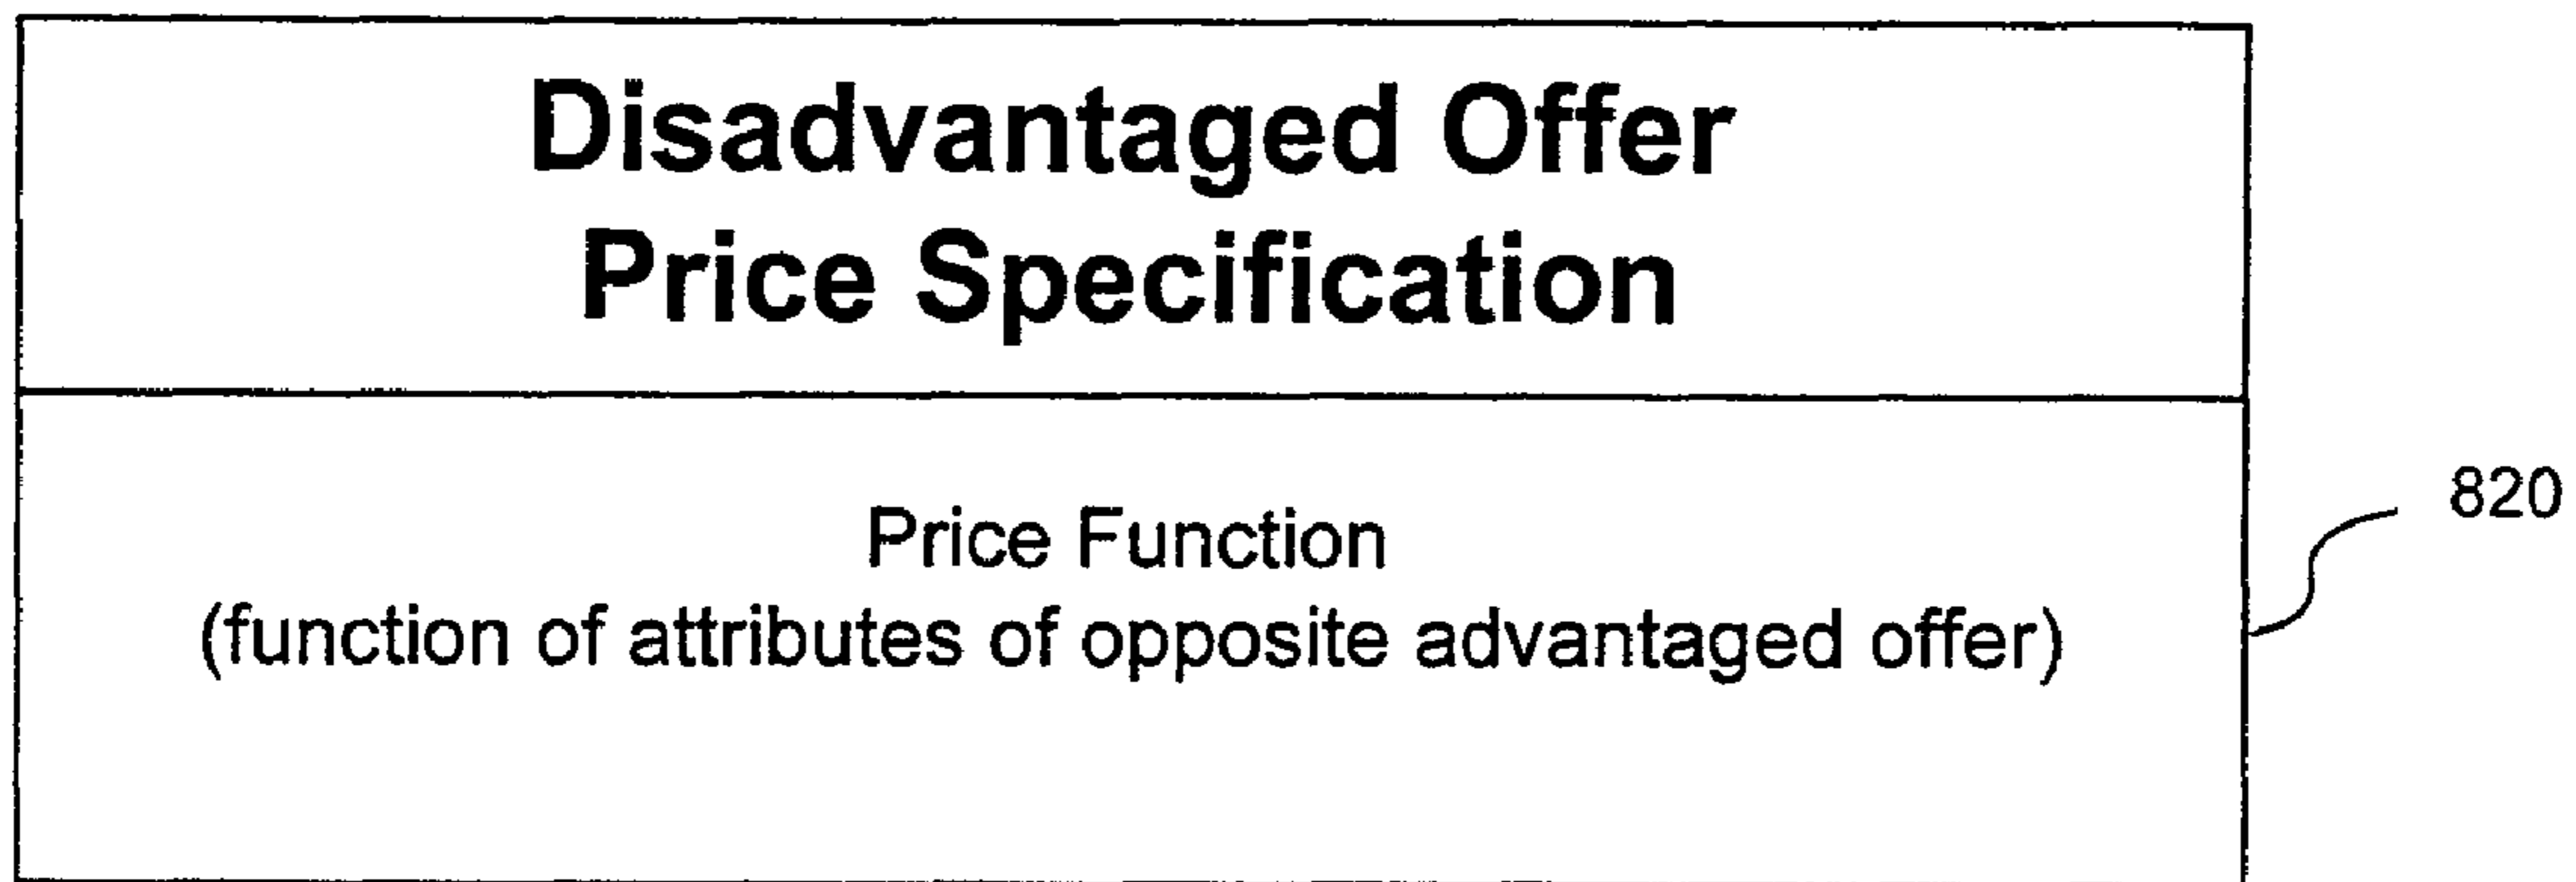 Disadvantaged Offer
Price Specification
Price Function
(function of attributes of opposite advantaged offer)
820